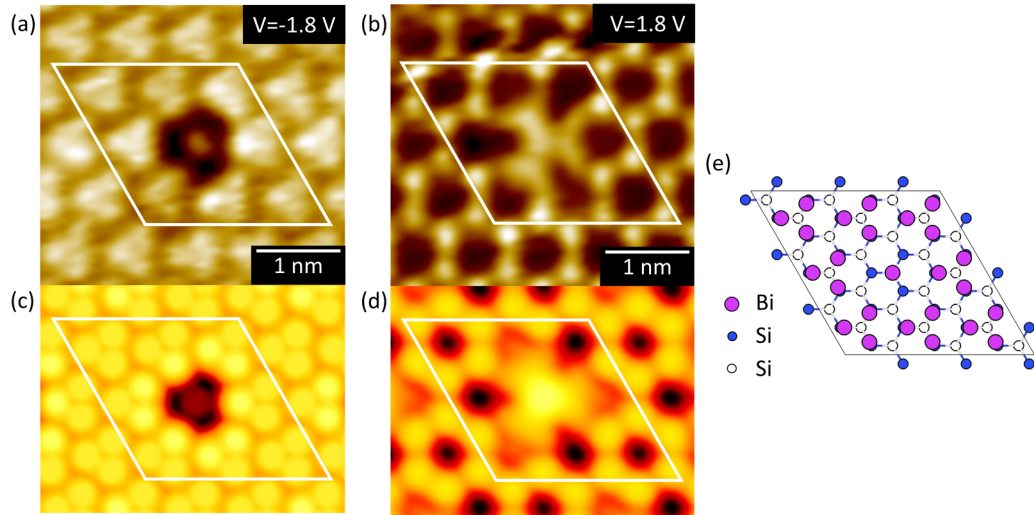 (a)
V=-1.8 V
1 nm
(b)
V=1.8 V
1 nm
(c)
(d)
(e)
Bi
Si
Si